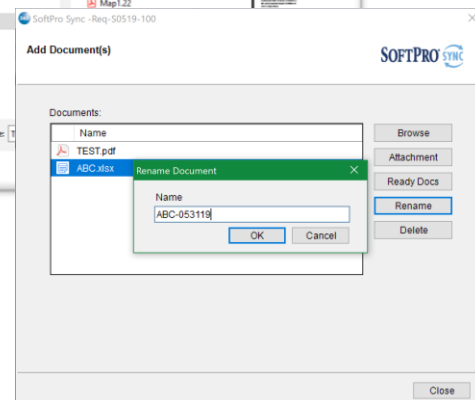 Map1.22
SoftPro Sync -Req-S0519-100
Add Document(s)
SOFTPRO SYNC
Documents:
Name
Browse
TEST.pdf
Attachment
ABC.xlsx
Rename Document
Ready Docs
Name
Rename
ABC-053119
Delete
OK Cancel
Close